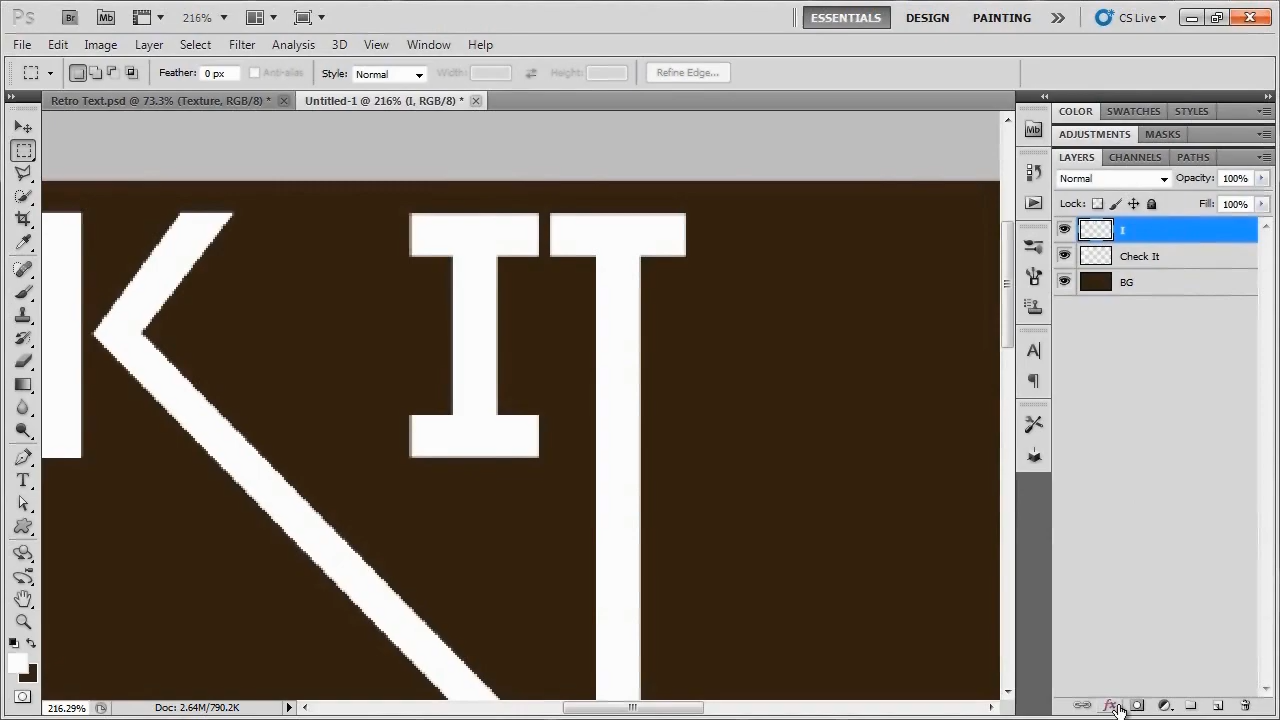 Ps Br Mb 216% ESSENTIALS DESIGN PAINTING CS Live
File Edit Image Layer Select Filter Analysis 3D View Window Help
Feather: 0 px Anti-alias Style: Normal Width: Height: Refine Edge...
Retro Text.psd @ 73.3% (Texture, RGB/8) * Untitled-1 @ 216% (I, RGB/8) *
COLOR SWATCHES STYLES
Mb ADJUSTMENTS MASKS
LAYERS CHANNELS PATHS
Normal Opacity: 100%
Lock: Fill: 100%
I
Check It
BG
K IT
216.29% Doc: 2.64M/790.2K